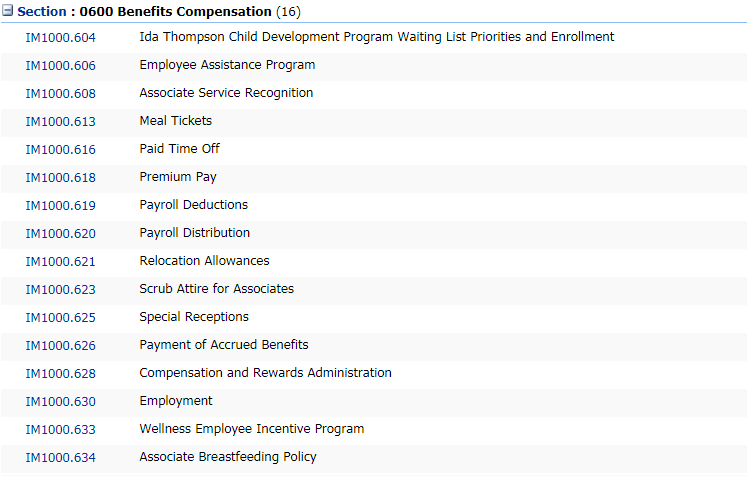 Section : 0600 Benefits Compensation (16)
IM1000.604 Ida Thompson Child Development Program Waiting List Priorities and Enrollment
IM1000.606 Employee Assistance Program
IM1000.608 Associate Service Recognition
IM1000.613 Meal Tickets
IM1000.616 Paid Time Off
IM1000.618 Premium Pay
IM1000.619 Payroll Deductions
IM1000.620 Payroll Distribution
IM1000.621 Relocation Allowances
IM1000.623 Scrub Attire for Associates
IM1000.625 Special Receptions
IM1000.626 Payment of Accrued Benefits
IM1000.628 Compensation and Rewards Administration
IM1000.630 Employment
IM1000.633 Wellness Employee Incentive Program
IM1000.634 Associate Breastfeeding Policy